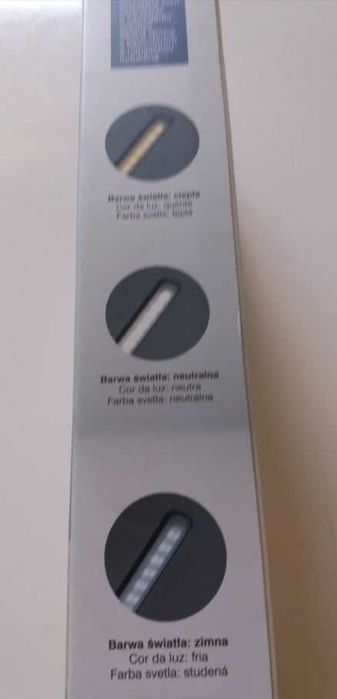 Barwa światła: ciepła
Cor da luz: quente
Farba svetla: teplá
Barwa światła: neutralna
Cor da luz: neutra
Farba svetla: neutrálna
Barwa światła: zimna
Cor da luz: fria
Farba svetla: studená